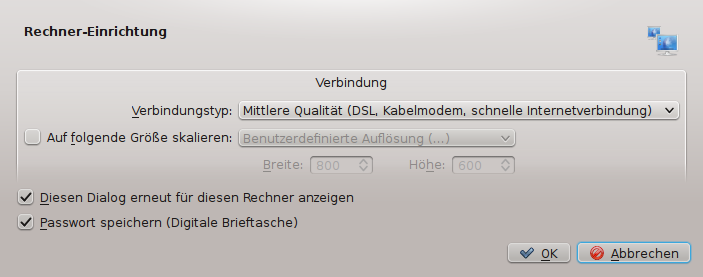 Rechner-Einrichtung
Verbindung
Verbindungstyp: Mittlere Qualität (DSL, Kabelmodem, schnelle Internetverbindung)
Auf folgende Größe skalieren: Benutzerdefinierte Auflösung (...)
Breite: 800 Höhe: 600
Diesen Dialog erneut für diesen Rechner anzeigen
Passwort speichern (Digitale Brieftasche)
OK Abbrechen